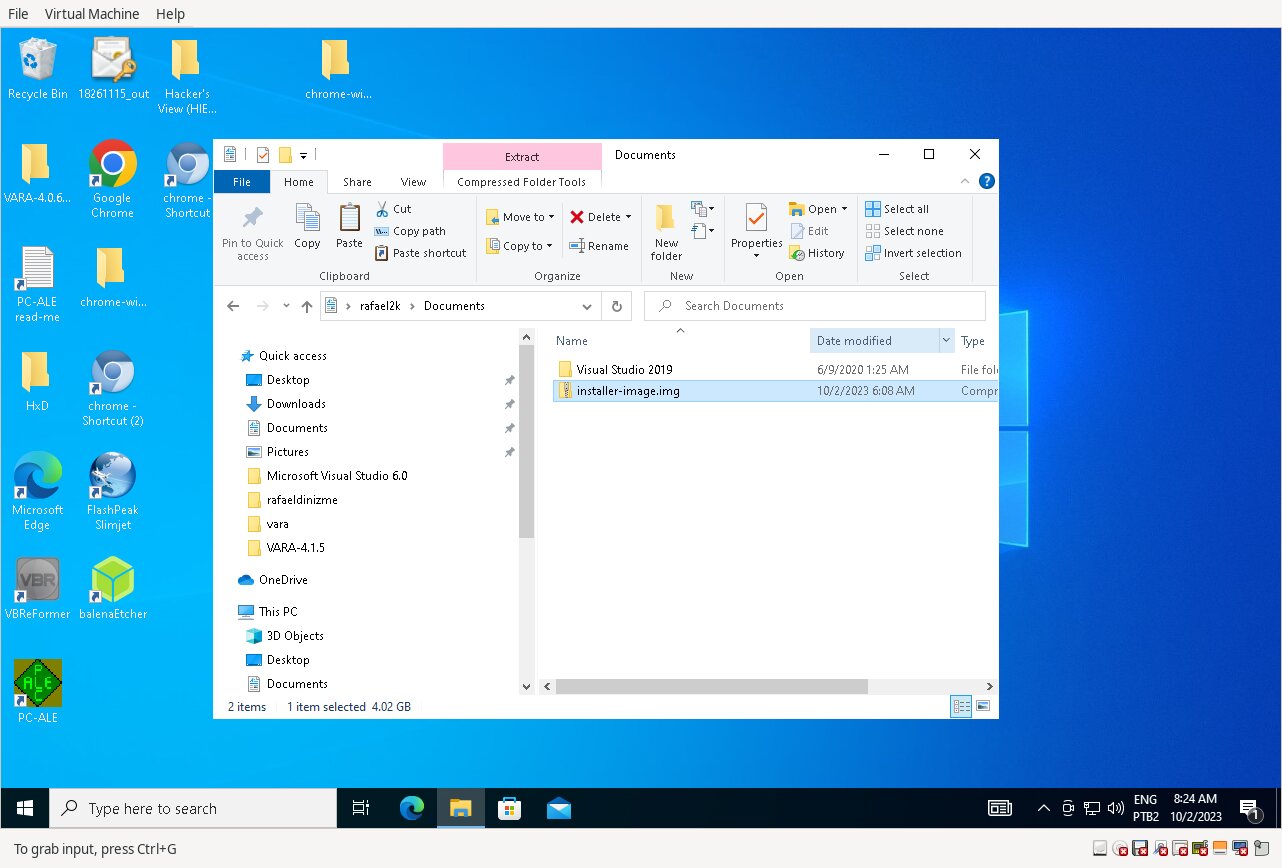 File Virtual Machine Help
Recycle Bin
18261115_out
Hacker's
View (HIE...
chrome-wi...
VARA-4.0.6...
Google
Chrome
chrome -
Shortcut
PC-ALE
read-me
chrome-wi...
HxD
chrome -
Shortcut (2)
Microsoft
Edge
FlashPeak
Slimjet
VBR
VBReFormer
balenaEtcher
PC-ALE
Extract
Documents
File Home Share View Compressed Folder Tools
Pin to Quick
access
Copy
Paste
Cut
Copy path
Paste shortcut
Clipboard
Move to
Copy to
Delete
Rename
Organize
New
folder
New
Properties
Open
Edit
History
Open
Select all
Select none
Invert selection
Select
rafael2k > Documents
Search Documents
Quick access
Desktop
Downloads
Documents
Pictures
Microsoft Visual Studio 6.0
rafaeldinizme
vara
VARA-4.1.5
OneDrive
This PC
3D Objects
Desktop
Documents
Name Date modified Type
Visual Studio 2019 6/9/2020 1:25 AM File fol
installer-image.img 10/2/2023 6:08 AM Compr
2 items 1 item selected 4.02 GB
Type here to search
ENG
PTB2
8:24 AM
10/2/2023
1
To grab input, press Ctrl+G